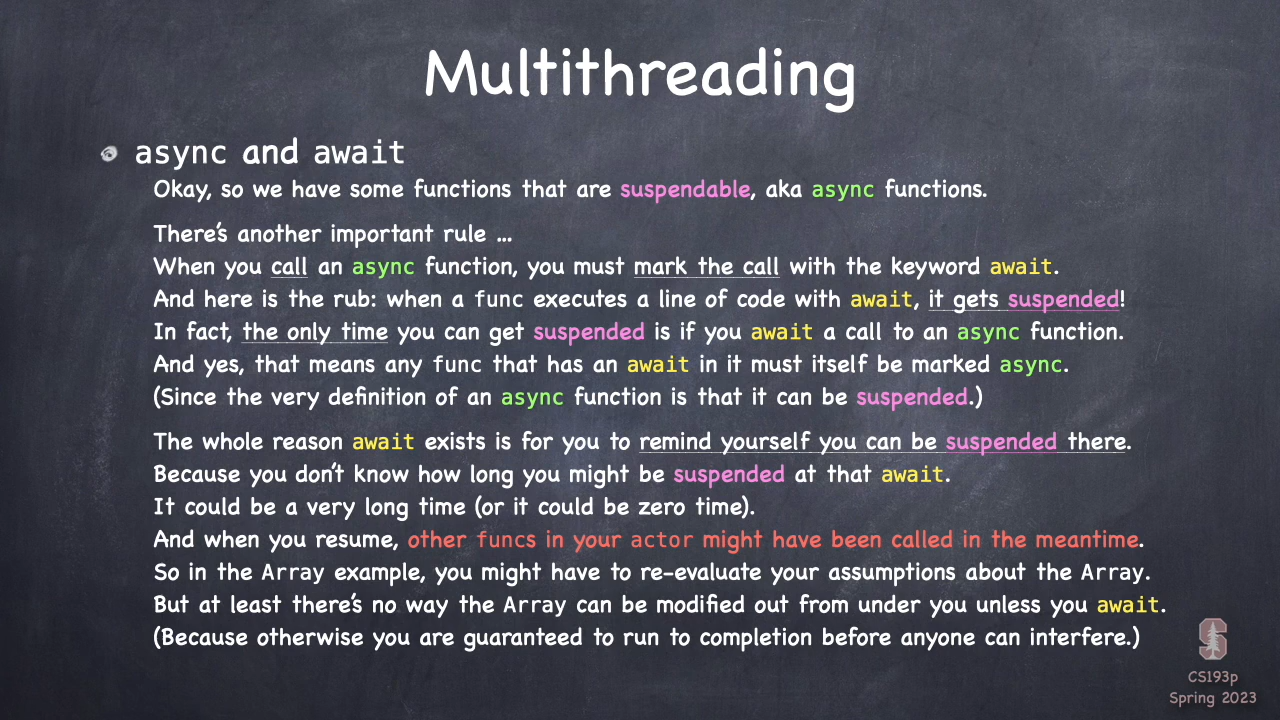 Multithreading
async and await
Okay, so we have some functions that are suspendable, aka async functions.
There's another important rule ...
When you call an async function, you must mark the call with the keyword await.
And here is the rub: when a func executes a line of code with await, it gets suspended!
In fact, the only time you can get suspended is if you await a call to an async function.
And yes, that means any func that has an await in it must itself be marked async.
(Since the very definition of an async function is that it can be suspended.)
The whole reason await exists is for you to remind yourself you can be suspended there.
Because you don't know how long you might be suspended at that await.
It could be a very long time (or it could be zero time).
And when you resume, other funcs in your actor might have been called in the meantime.
So in the Array example, you might have to re-evaluate your assumptions about the Array.
But at least there's no way the Array can be modified out from under you unless you await.
(Because otherwise you are guaranteed to run to completion before anyone can interfere.)
S
CS193p
Spring 2023